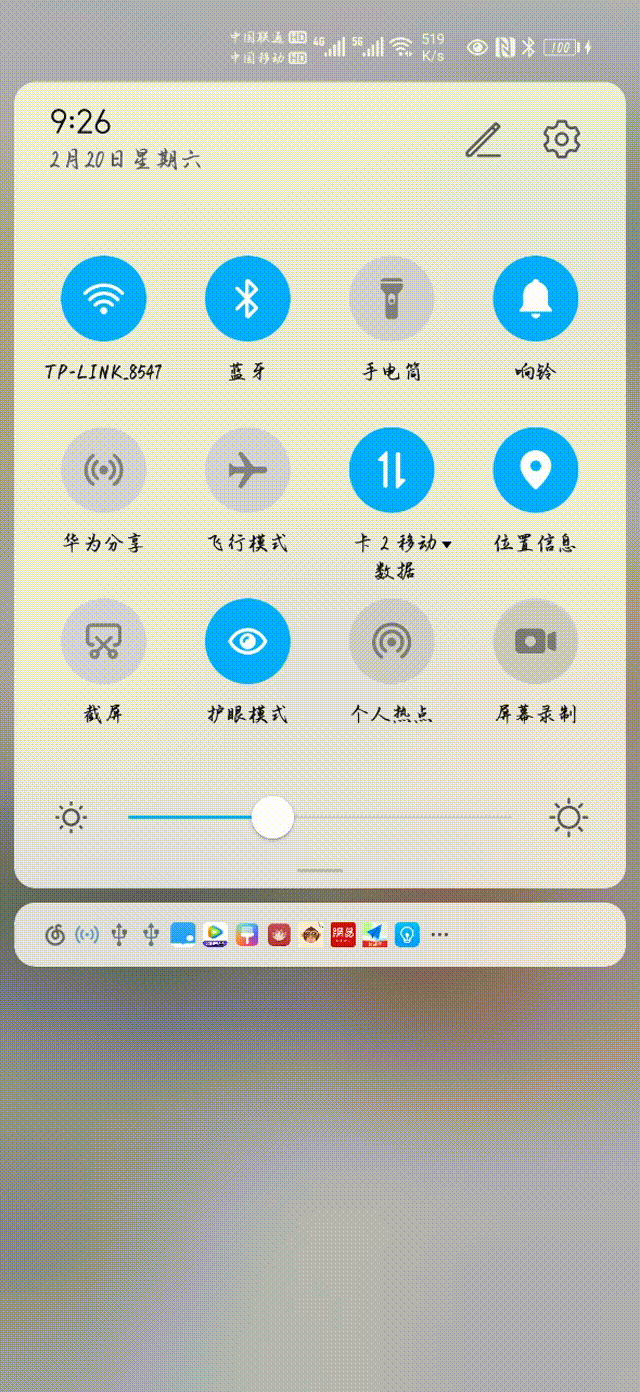 中国联通 HD 4G 5G 519 100
中国移动 HD K/s
9:26
2月20日星期六
TP-LINK_8547 蓝牙 手电筒 响铃
华为分享 飞行模式 卡 2 移动 位置信息
数据
截屏 护眼模式 个人热点 屏幕录制
网易